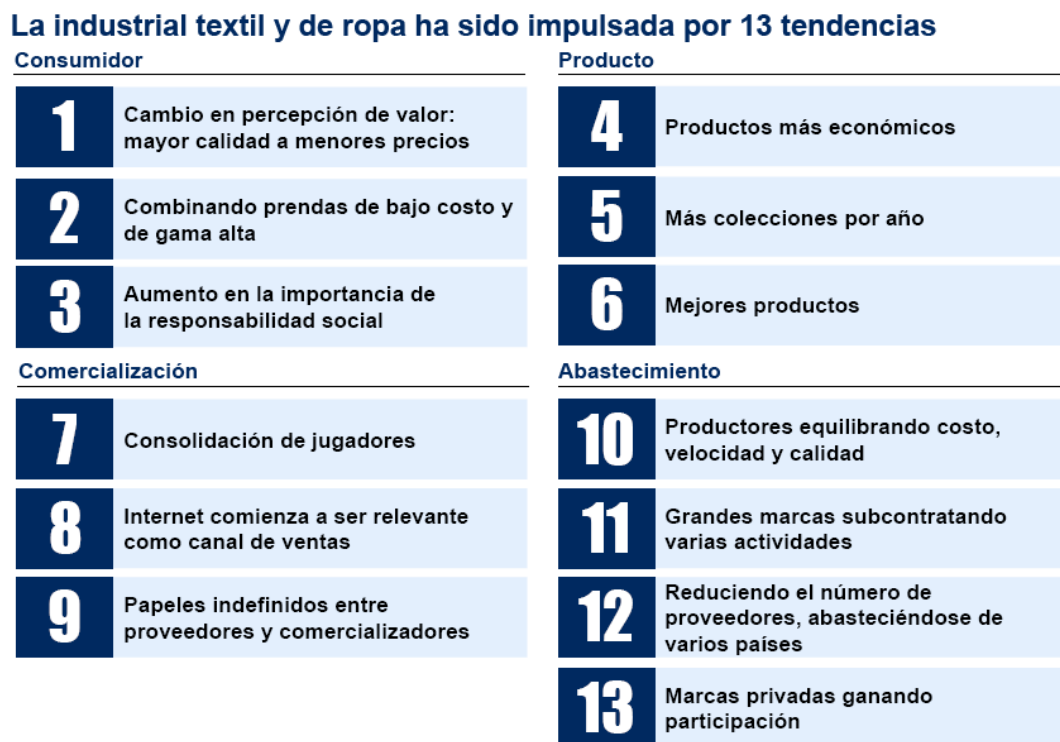 La industrial textil y de ropa ha sido impulsada por 13 tendencias
Consumidor
1
Cambio en percepción de valor:
mayor calidad a menores precios
2
Combinando prendas de bajo costo y
de gama alta
3
Aumento en la importancia de
la responsabilidad social
Producto
4
Productos más económicos
5
Más colecciones por año
6
Mejores productos
Comercialización
7
Consolidación de jugadores
8
Internet comienza a ser relevante
como canal de ventas
9
Papeles indefinidos entre
proveedores y comercializadores
Abastecimiento
10
Productores equilibrando costo,
velocidad y calidad
11
Grandes marcas subcontratando
varias actividades
12
Reduciendo el número de
proveedores, abasteciéndose de
varios países
13
Marcas privadas ganando
participación